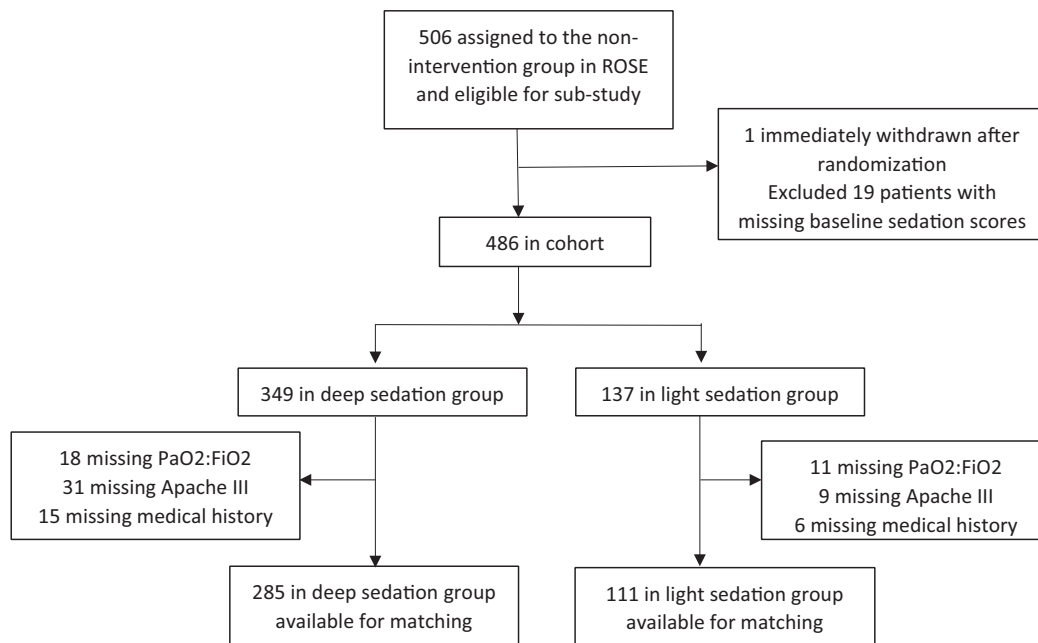 506 assigned to the non-
intervention group in ROSE
and eligible for sub-study
1 immediately withdrawn after
randomization
Excluded 19 patients with
missing baseline sedation scores
486 in cohort
349 in deep sedation group
137 in light sedation group
18 missing PaO2:FiO2
31 missing Apache III
15 missing medical history
11 missing PaO2:FiO2
9 missing Apache III
6 missing medical history
285 in deep sedation group
available for matching
111 in light sedation group
available for matching